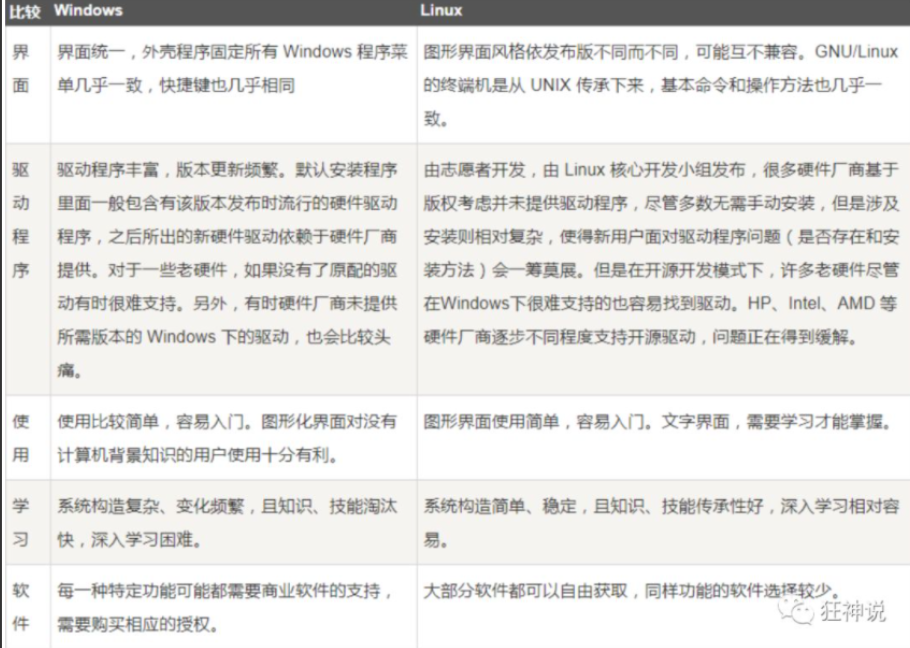 比较 Windows Linux
界面
界面统一，外壳程序固定所有 Windows 程序菜
单几乎一致，快捷键也几乎相同
图形界面风格依发布版不同而不同，可能互不兼容。GNU/Linux
的终端机是从 UNIX 传承下来，基本命令和操作方法也几乎一
致。
驱动程序
驱动程序丰富，版本更新频繁。默认安装程序
里面一般包含有该版本发布时流行的硬件驱动
程序，之后所出的新硬件驱动依赖于硬件厂商
提供。对于一些老硬件，如果没有了原配的驱
动有时很难支持。另外，有时硬件厂商未提供
所需版本的 Windows 下的驱动，也会比较头
痛。
由志愿者开发，由 Linux 核心开发小组发布，很多硬件厂商基于
版权考虑并未提供驱动程序，尽管多数无需手动安装，但是涉及
安装则相对复杂，使得新用户面对驱动程序问题（是否存在和安
装方法）会一筹莫展。但是在开源开发模式下，许多老硬件尽管
在Windows下很难支持的也容易找到驱动。HP、Intel、AMD 等
硬件厂商逐步不同程度支持开源驱动，问题正在得到缓解。
使用
使用比较简单，容易入门。图形化界面对没有
计算机背景知识的用户使用十分有利。
图形界面使用简单，容易入门。文字界面，需要学习才能掌握。
学习
系统构造复杂、变化频繁，且知识、技能淘汰
快，深入学习困难。
系统构造简单、稳定，且知识、技能传承性好，深入学习相对容
易。
软件
每一种特定功能可能都需要商业软件的支持，
需要购买相应的授权。
大部分软件都可以自由获取，同样功能的软件选择较少。
狂神说